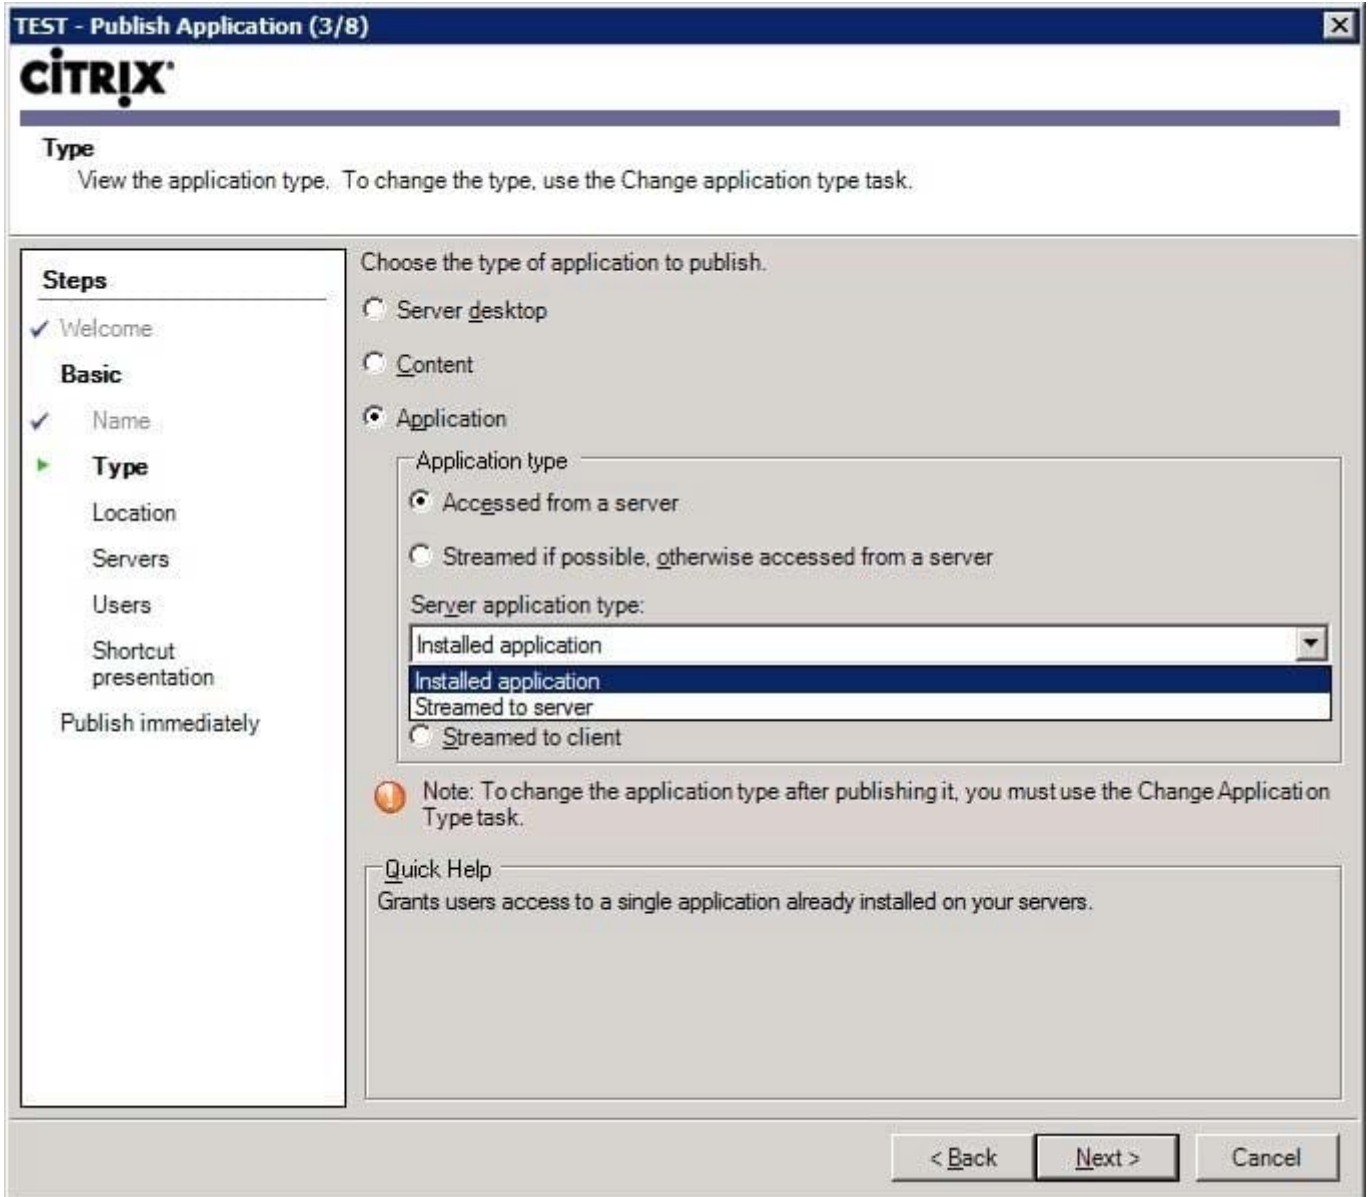 TEST - Publish Application (3/8)
CİTRIX
Type
View the application type. To change the type, use the Change application type task.
Steps
Welcome
Basic
Name
Type
Location
Servers
Users
Shortcut
presentation
Publish immediately
Choose the type of application to publish.
Server desktop
Content
Application
Application type
Accessed from a server
Streamed if possible, otherwise accessed from a server
Server application type:
Installed application
Installed application
Streamed to server
Streamed to client
Note: To change the application type after publishing it, you must use the Change Application
Type task.
Quick Help
Grants users access to a single application already installed on your servers.
< Back
Next >
Cancel